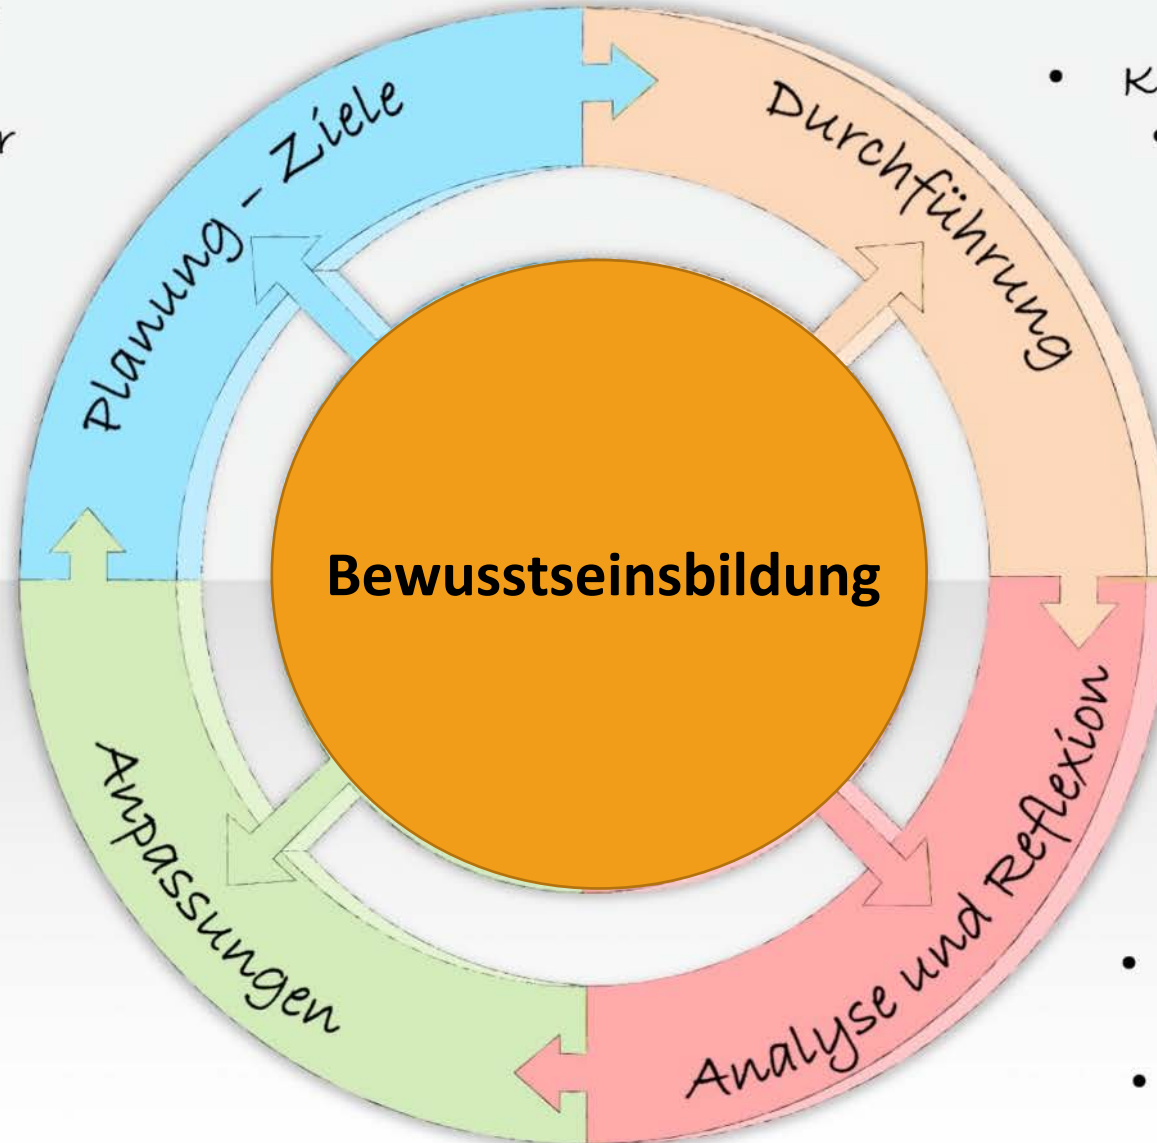 Planung - Ziele
Durchführung
Bewusstseinsbildung
Anpassungen
Analyse und Reflexion